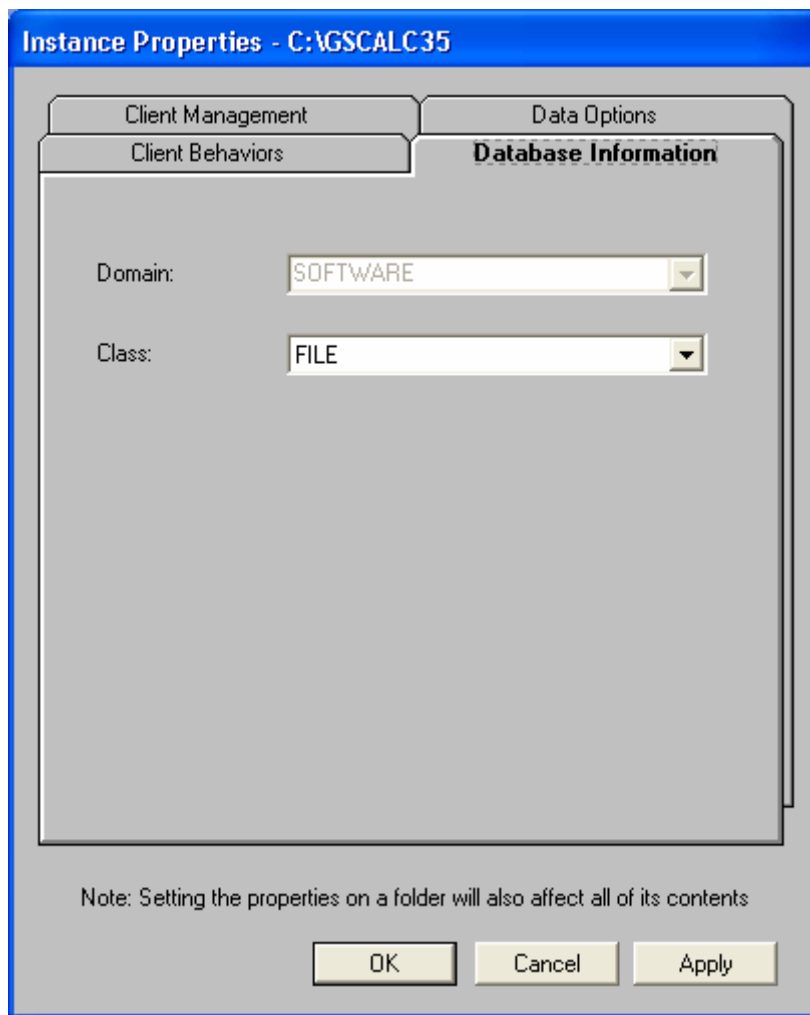 Instance Properties - C:\GSCALC35
Client Management
Data Options
Client Behaviors
Database Information
Domain:
SOFTWARE
Class:
FILE
Note: Setting the properties on a folder will also affect all of its contents
OK
Cancel
Apply